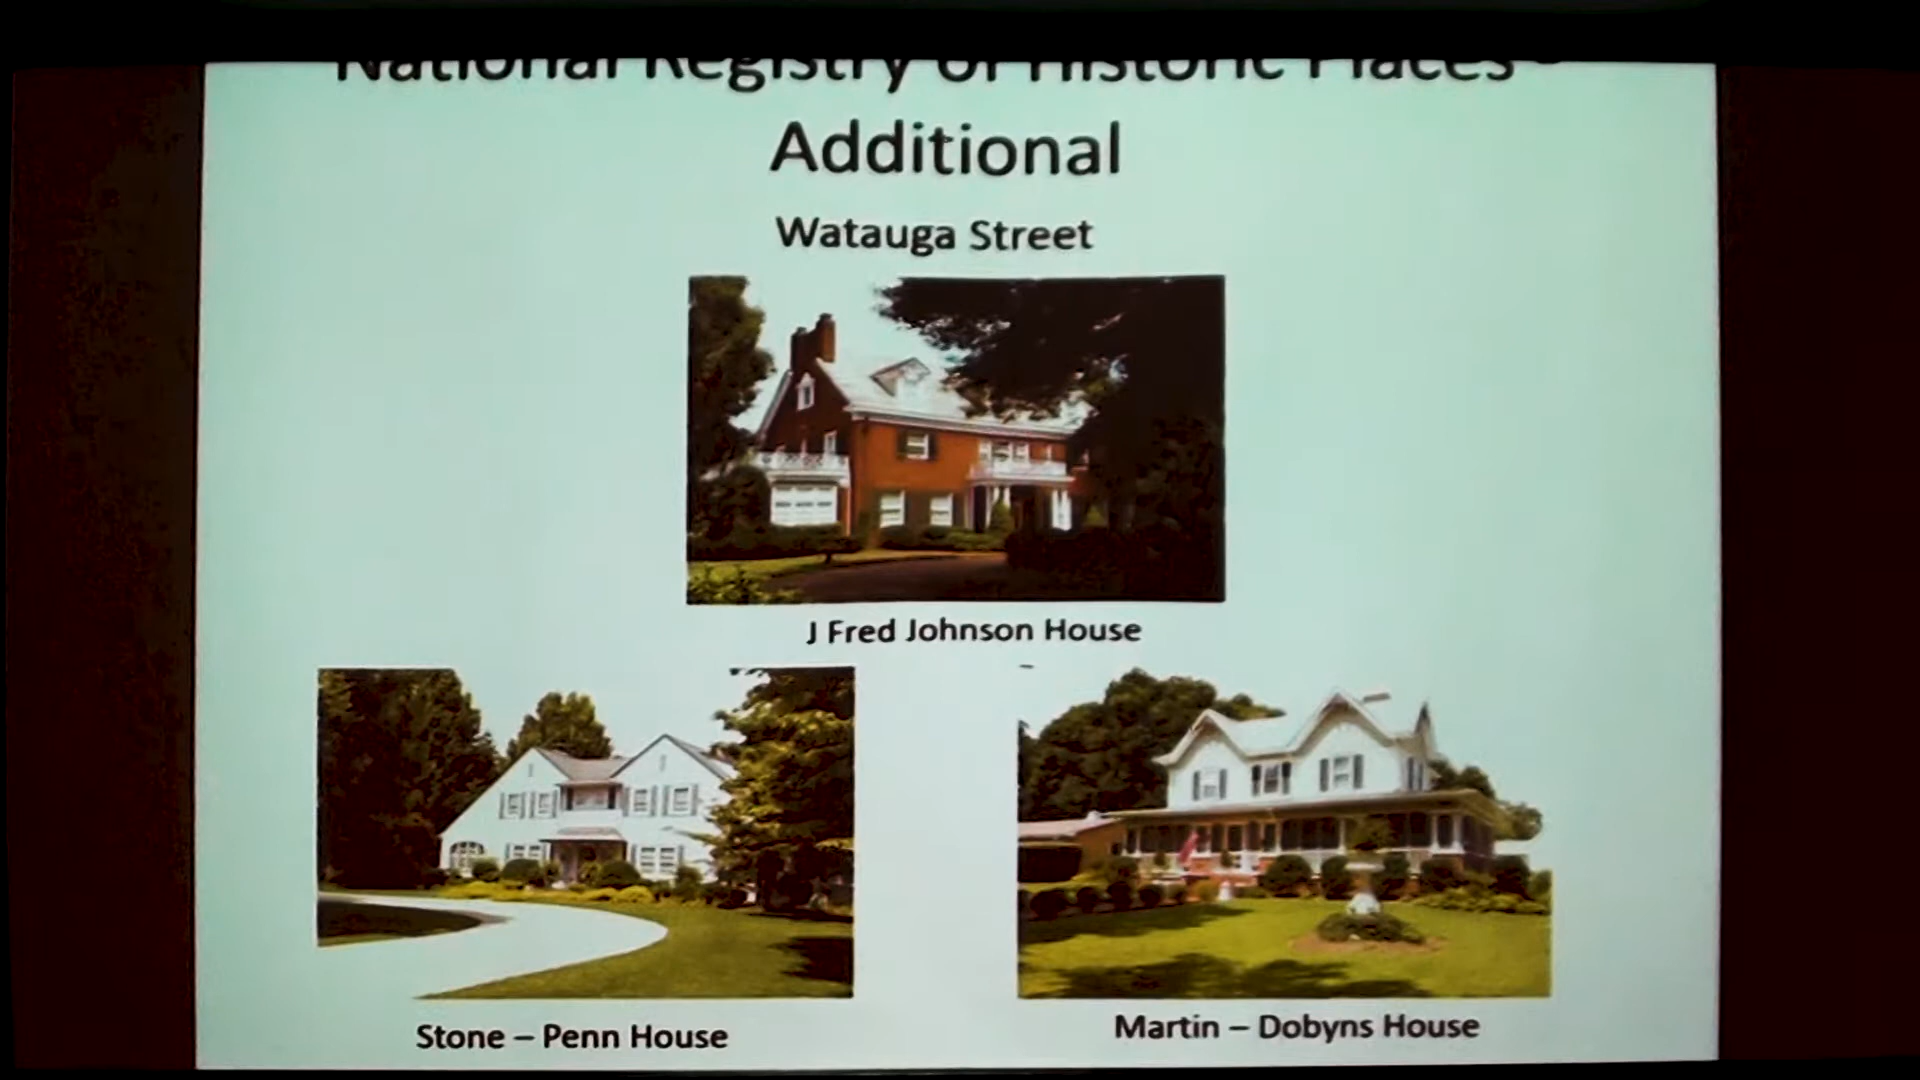 National Registry of Historic Places -
Additional
Watauga Street
J Fred Johnson House
Stone – Penn House
Martin – Dobyns House